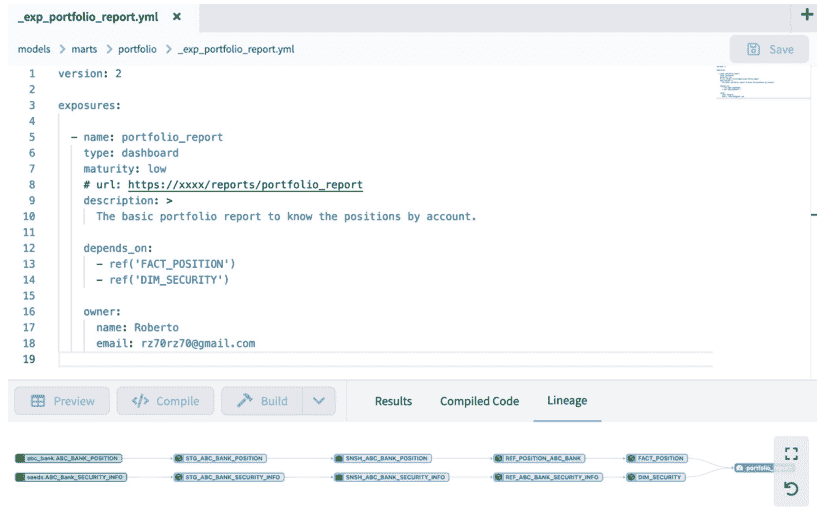 _exp_portfolio_report.yml × +
models > marts > portfolio > _exp_portfolio_report.yml Save
1 version: 2
2
3 exposures:
4
5 - name: portfolio_report
6 type: dashboard
7 maturity: low
8 # url: https://xxxx/reports/portfolio_report
9 description: >
10 The basic portfolio report to know the positions by account.
11
12 depends_on:
13 - ref('FACT_POSITION')
14 - ref('DIM_SECURITY')
15
16 owner:
17 name: Roberto
18 email: rz70rz70@gmail.com
19
Preview </> Compile Build Results Compiled Code Lineage
abc_bank.ABC_BANK_POSITION STG_ABC_BANK_POSITION SNSH_ABC_BANK_POSITION REF_POSITION_ABC_BANK FACT_POSITION
portfolio_
seeds.ABC_Bank_SECURITY_INFO STG_ABC_BANK_SECURITY_INFO SNSH_ABC_BANK_SECURITY_INFO REF_ABC_BANK_SECURITY_INFO DIM_SECURITY